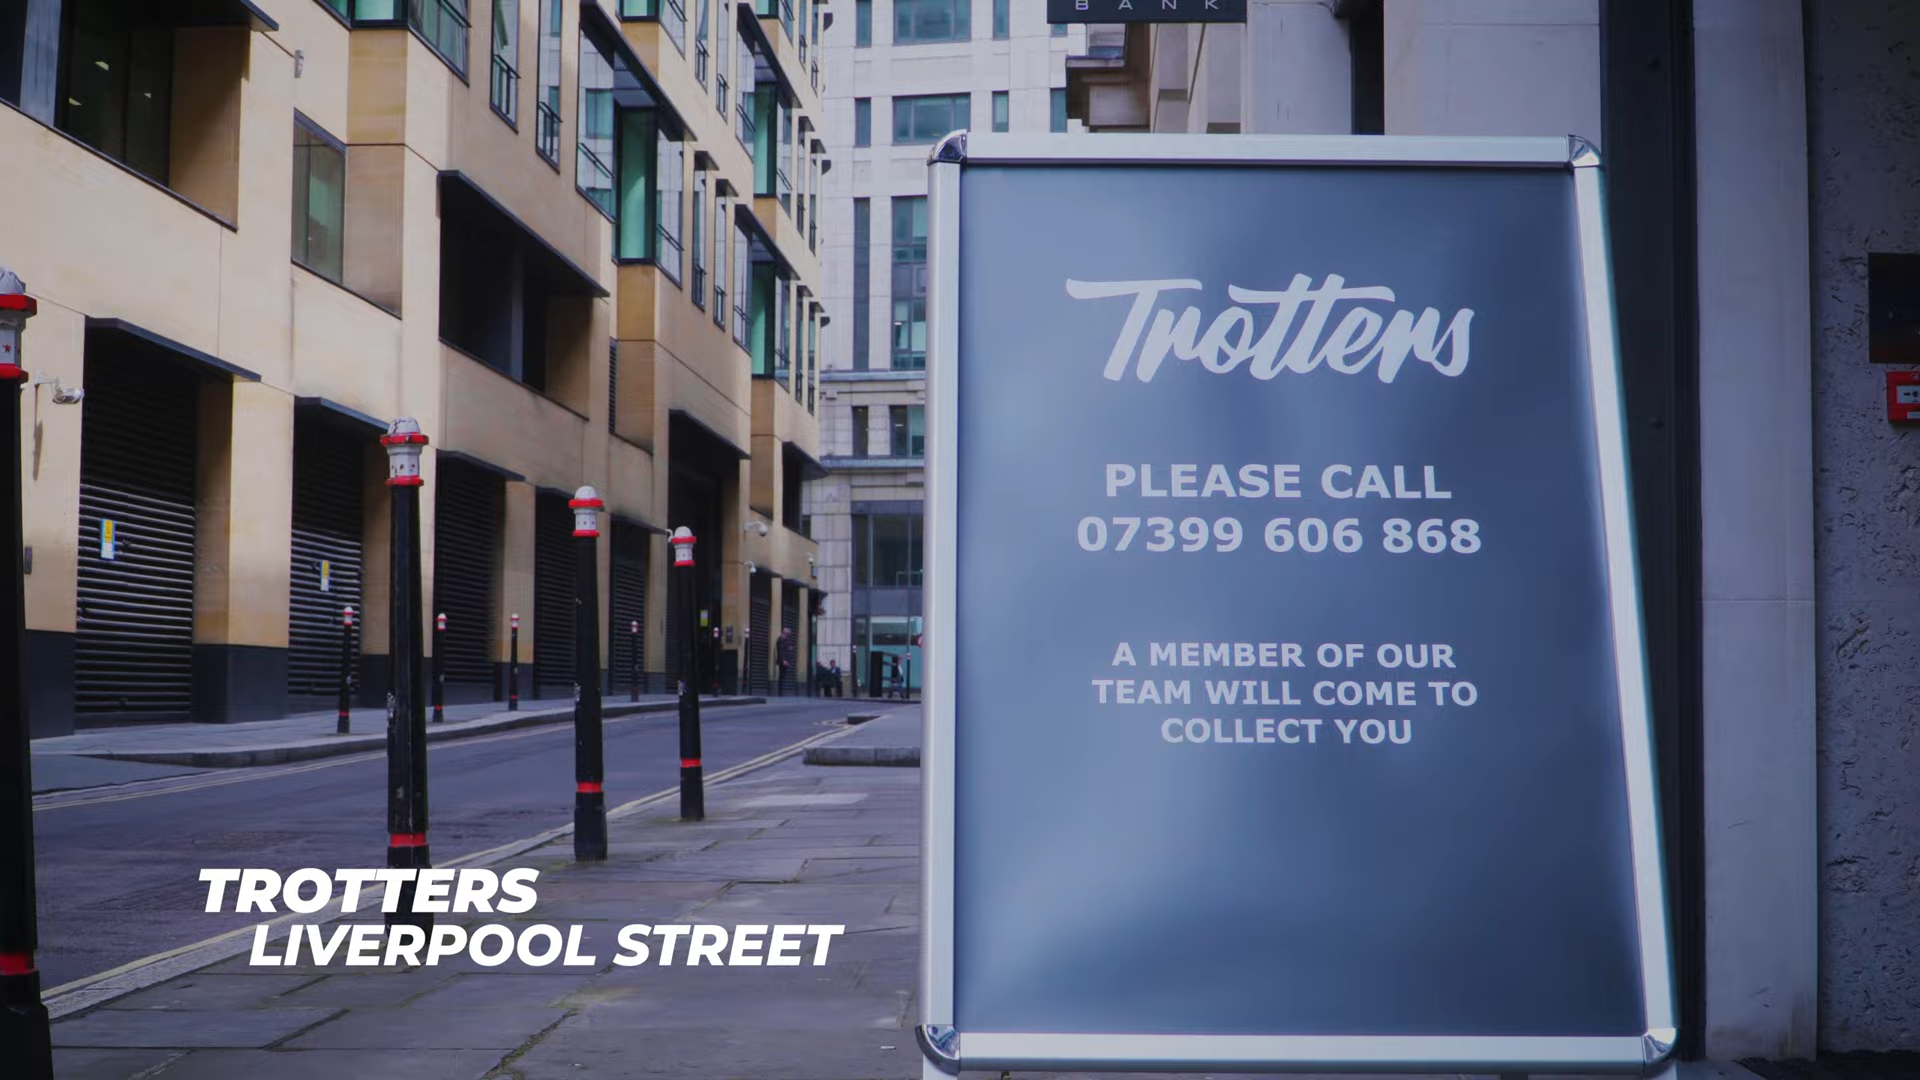 BANK
Trotters
PLEASE CALL
07399 606 868
A MEMBER OF OUR
TEAM WILL COME TO
COLLECT YOU
TROTTERS
LIVERPOOL STREET